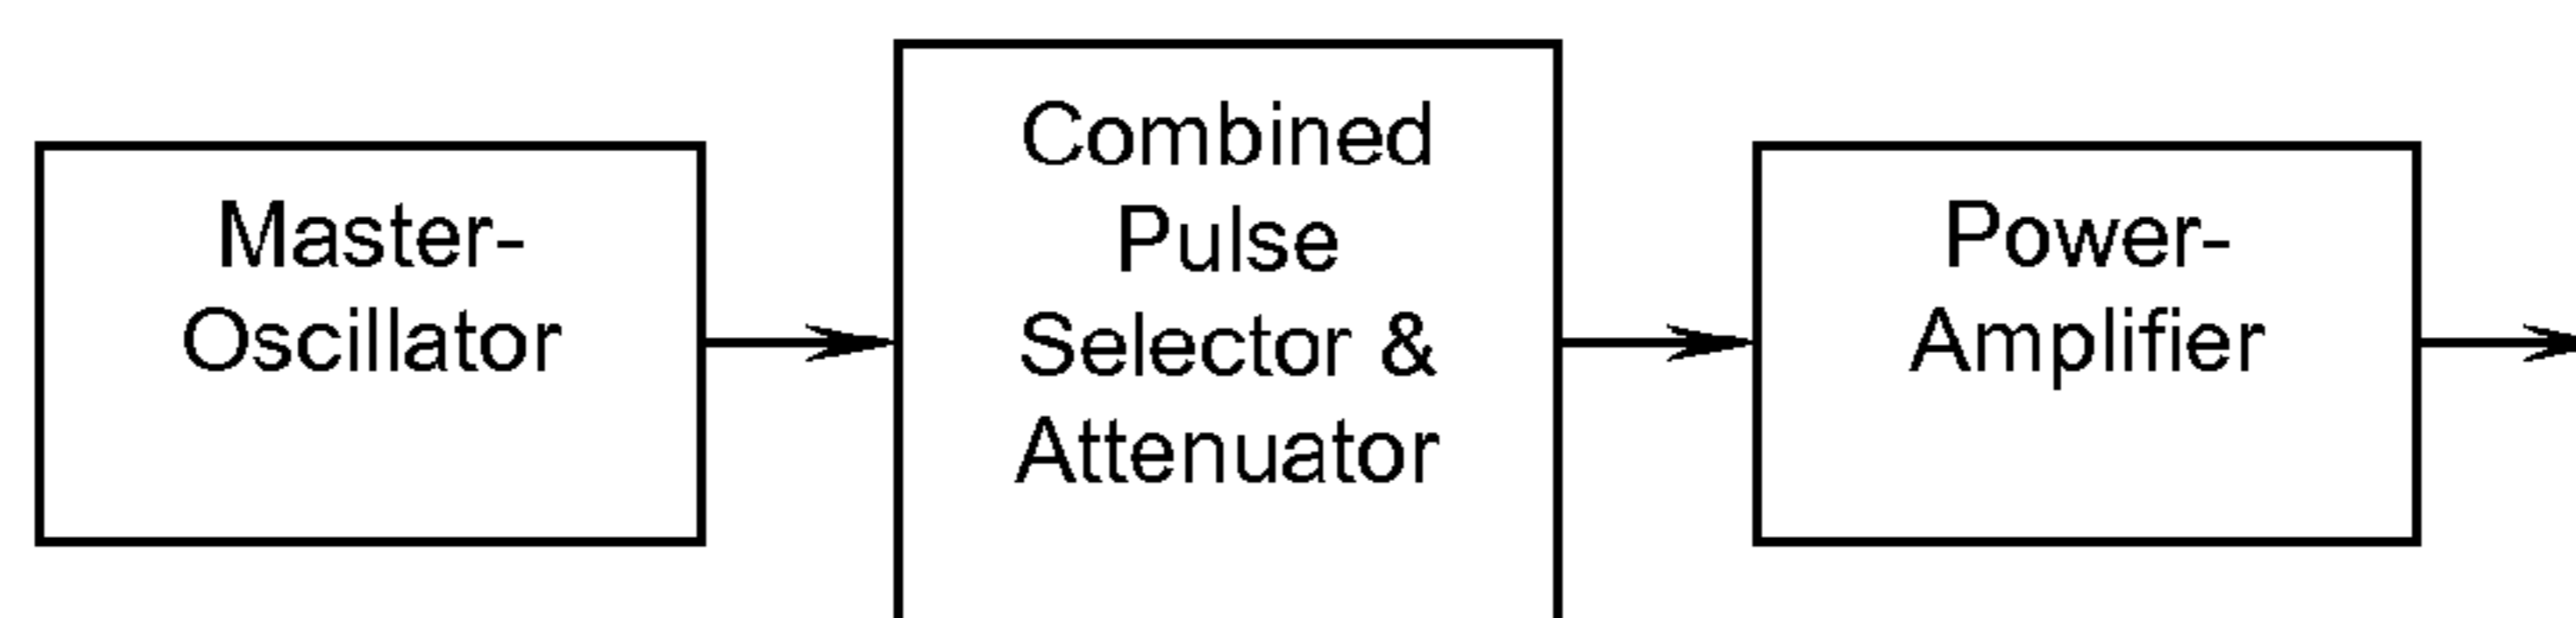 Master-
Oscillator
Combined
Pulse
Selector &
Attenuator
Power-
Amplifier